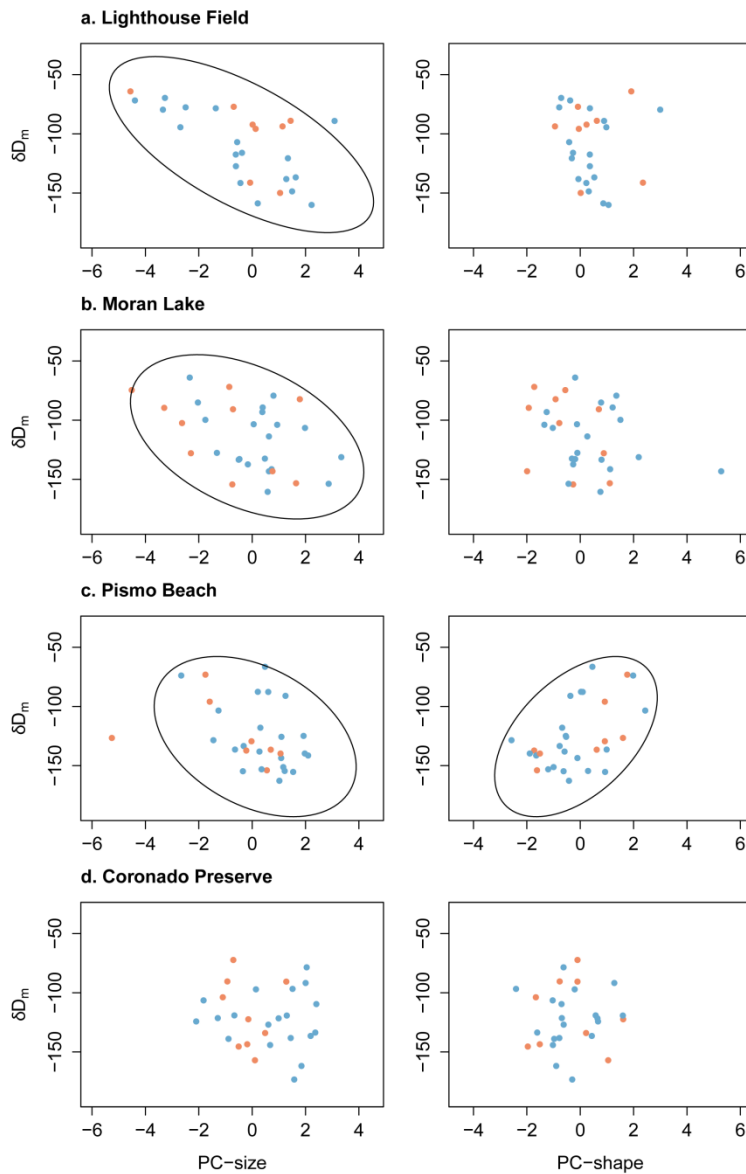 a. Lighthouse Field
−50
−100
−150
δDm
−6 −4 −2 0 2 4
−6 −4 −2 0 2 4 6
b. Moran Lake
−50
−100
−150
δDm
−6 −4 −2 0 2 4
−6 −4 −2 0 2 4 6
c. Pismo Beach
−50
−100
−150
δDm
−6 −4 −2 0 2 4
−6 −4 −2 0 2 4 6
d. Coronado Preserve
−50
−100
−150
δDm
−6 −4 −2 0 2 4
−6 −4 −2 0 2 4 6
PC−size
PC−shape
−50
−100
−150
−50
−100
−150
−50
−100
−150
−50
−100
−150